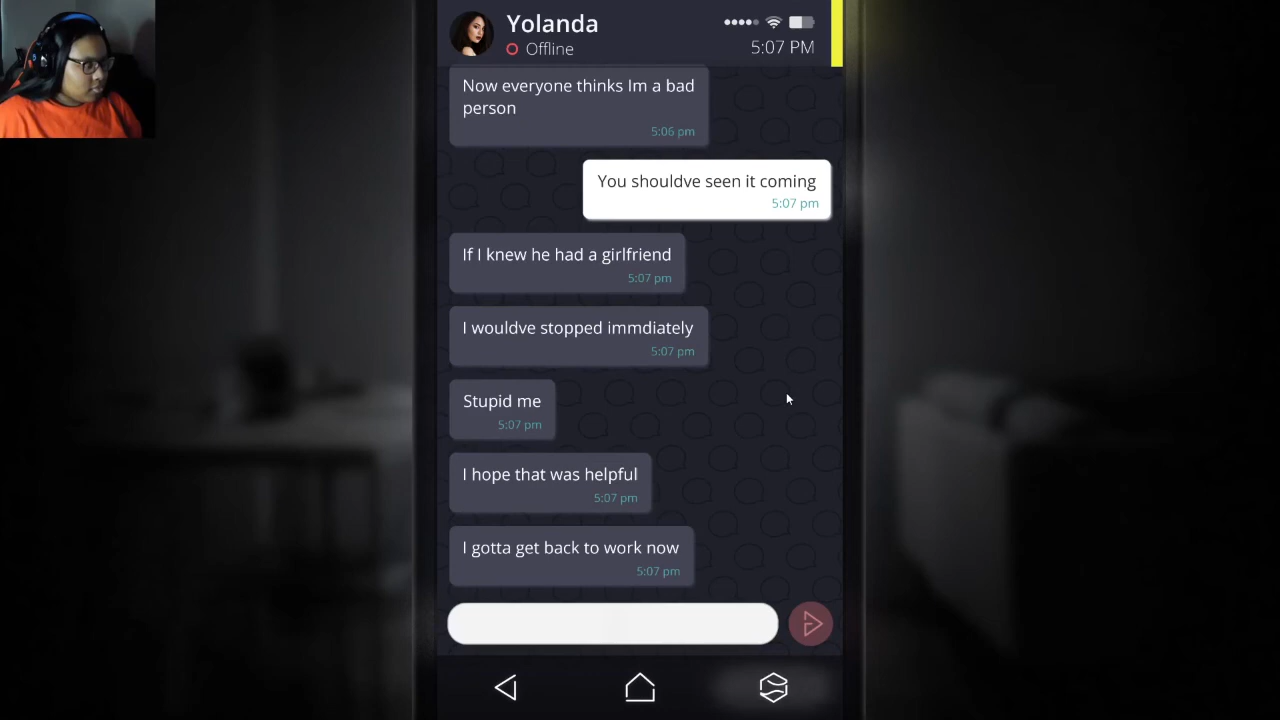 Yolanda
Offline
5:07 PM
Now everyone thinks Im a bad
person
5:06 pm
You shouldve seen it coming
5:07 pm
If I knew he had a girlfriend
5:07 pm
I wouldve stopped immdiately
5:07 pm
Stupid me
5:07 pm
I hope that was helpful
5:07 pm
I gotta get back to work now
5:07 pm